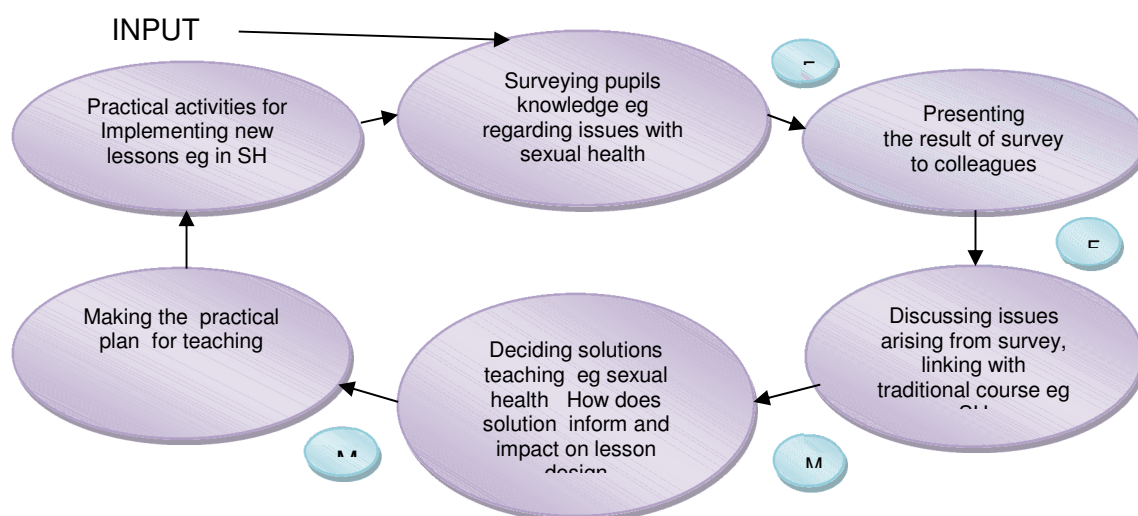 INPUT
Practical activities for
Implementing new
lessons eg in SH
Surveying pupils
knowledge eg
regarding issues with
sexual health
Presenting
the result of survey
to colleagues
Discussing issues
arising from survey,
linking with
traditional course eg
Deciding solutions
teaching eg sexual
health How does
solution inform and
impact on lesson
design
Making the practical
plan for teaching
M
M